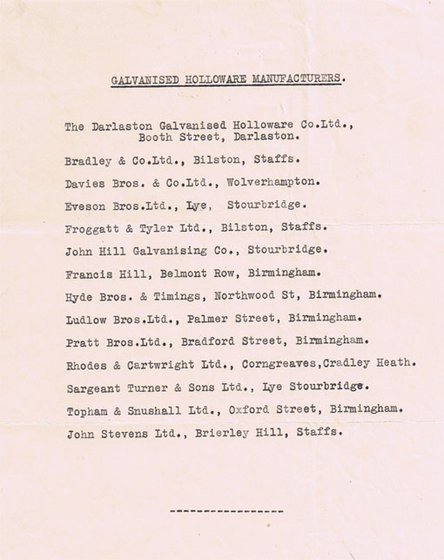 GALVANISED HOLLOWARE MANUFACTURERS.
The Darlaston Galvanised Holloware Co.Ltd.,
Booth Street, Darlaston.
Bradley & Co.Ltd., Bilston, Staffs.
Davies Bros. & Co.Ltd., Wolverhampton.
Eveson Bros.Ltd., Lye, Stourbridge.
Froggatt & Tyler Ltd., Bilston, Staffs.
John Hill Galvanising Co., Stourbridge.
Francis Hill, Belmont Row, Birmingham.
Hyde Bros. & Timings, Northwood St, Birmingham.
Ludlow Bros.Ltd., Palmer Street, Birmingham.
Pratt Bros.Ltd., Bradford Street, Birmingham.
Rhodes & Cartwright Ltd., Corngreaves,Cradley Heath.
Sargeant Turner & Sons Ltd., Lye Stourbridge.
Topham & Snushall Ltd., Oxford Street, Birmingham.
John Stevens Ltd., Brierley Hill, Staffs.
-----------------